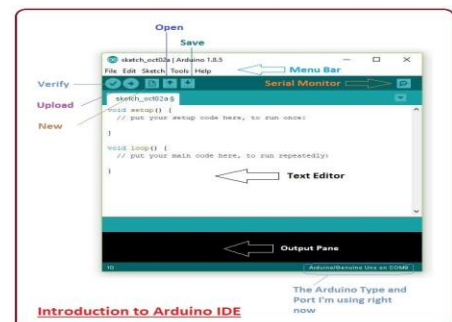 Open
Save
sketch_oct02a | Arduino 1.8.5
File Edit Sketch Tools Help
Menu Bar
Verify
Serial Monitor
Upload
sketch_oct02a §
New
void setup() {
// put your setup code here, to run once:
}
void loop() {
// put your main code here, to run repeatedly:
}
Text Editor
Output Pane
10
Arduino/Genuino Uno on COM8
The Arduino Type and
Port I'm using right
now
Introduction to Arduino IDE